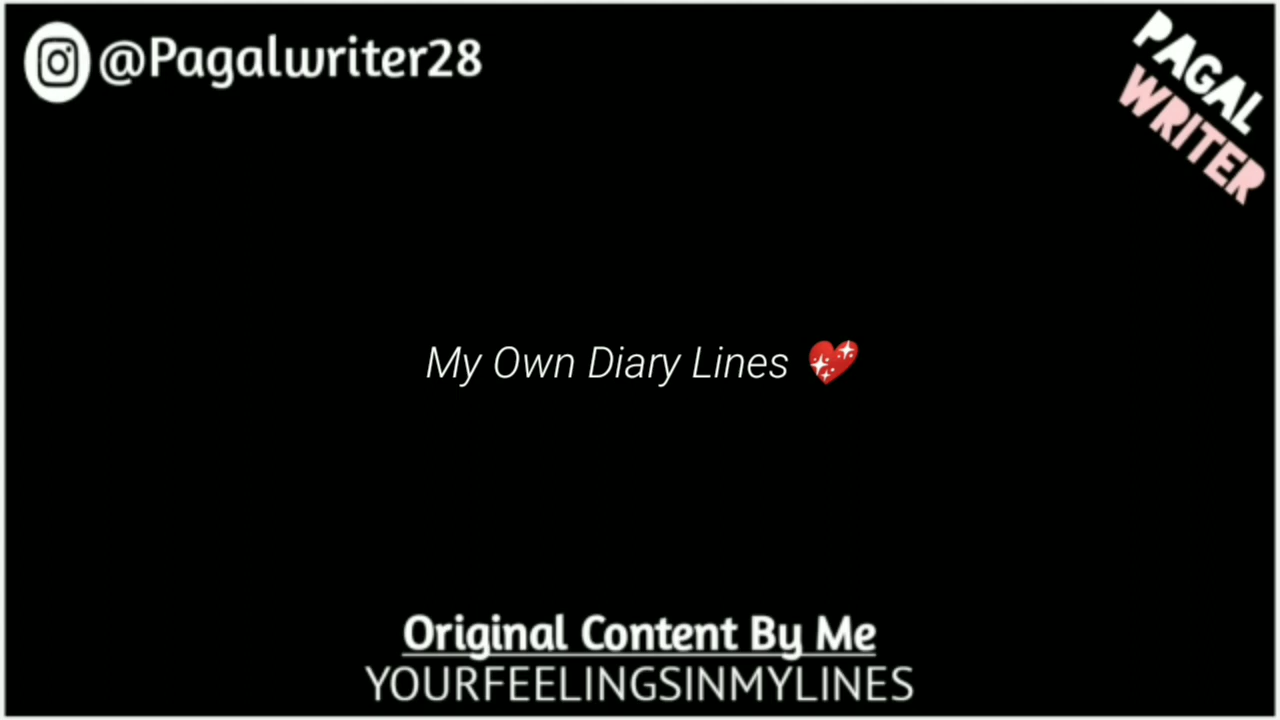 @Pagalwriter28
PAGAL
WRITER
My Own Diary Lines 💖
Original Content By Me
YOURFEELINGSINMYLINES